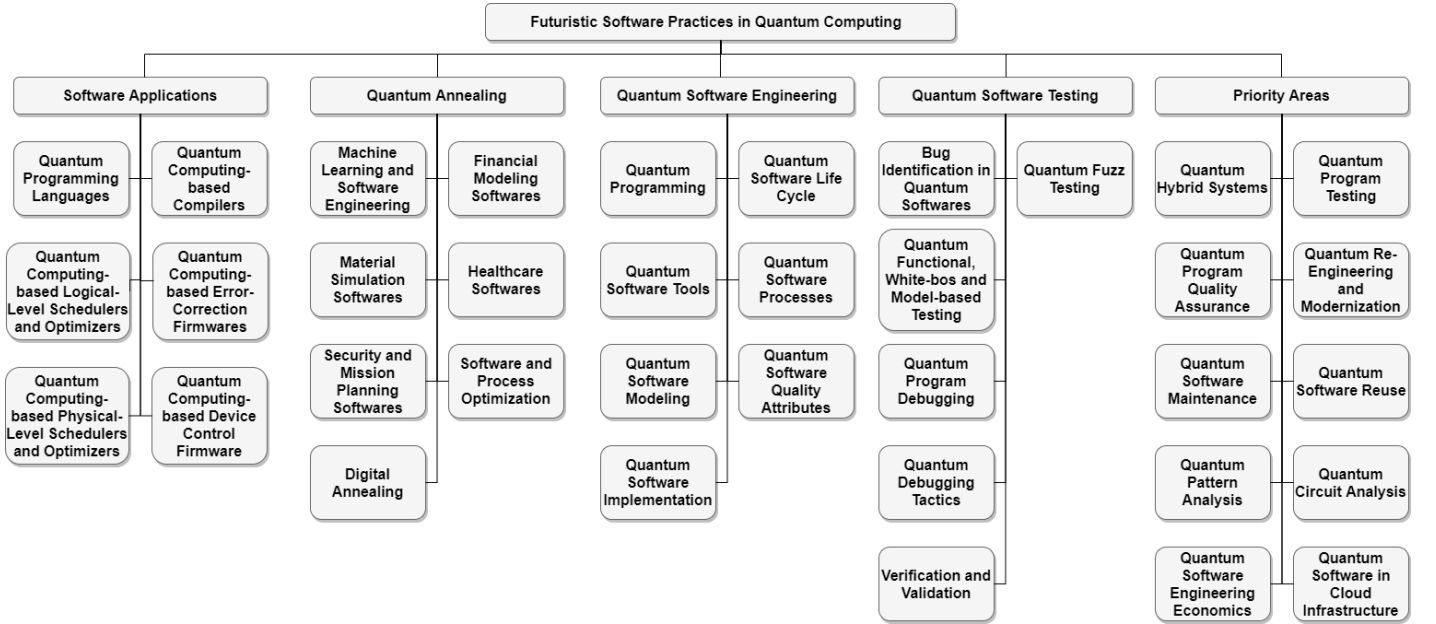 Futuristic Software Practices in Quantum Computing
Software Applications
Quantum
Programming
Languages
Quantum
Computing-
based
Compilers
Quantum
Computing-
based Logical-
Level Schedulers
and Optimizers
Quantum
Computing-
based Error-
Correction
Firmwares
Quantum
Computing-
based Physical-
Level Schedulers
and Optimizers
Quantum
Computing-
based Device
Control
Firmware
Quantum Annealing
Machine
Learning and
Software
Engineering
Financial
Modeling
Softwares
Material
Simulation
Softwares
Healthcare
Softwares
Security and
Mission
Planning
Softwares
Software and
Process
Optimization
Digital
Annealing
Quantum Software Engineering
Quantum
Programming
Quantum
Software Life
Cycle
Quantum
Software Tools
Quantum
Software
Processes
Quantum
Software
Modeling
Quantum
Software
Quality
Attributes
Quantum
Software
Implementation
Quantum Software Testing
Bug
Identification in
Quantum
Softwares
Quantum Fuzz
Testing
Quantum
Functional,
White-bos and
Model-based
Testing
Quantum
Program
Debugging
Quantum
Debugging
Tactics
Verification and
Validation
Priority Areas
Quantum
Hybrid Systems
Quantum
Program
Testing
Quantum
Program
Quality
Assurance
Quantum Re-
Engineering
and
Modernization
Quantum
Software
Maintenance
Quantum
Software Reuse
Quantum
Pattern
Analysis
Quantum
Circuit Analysis
Quantum
Software
Engineering
Economics
Quantum
Software in
Cloud
Infrastructure